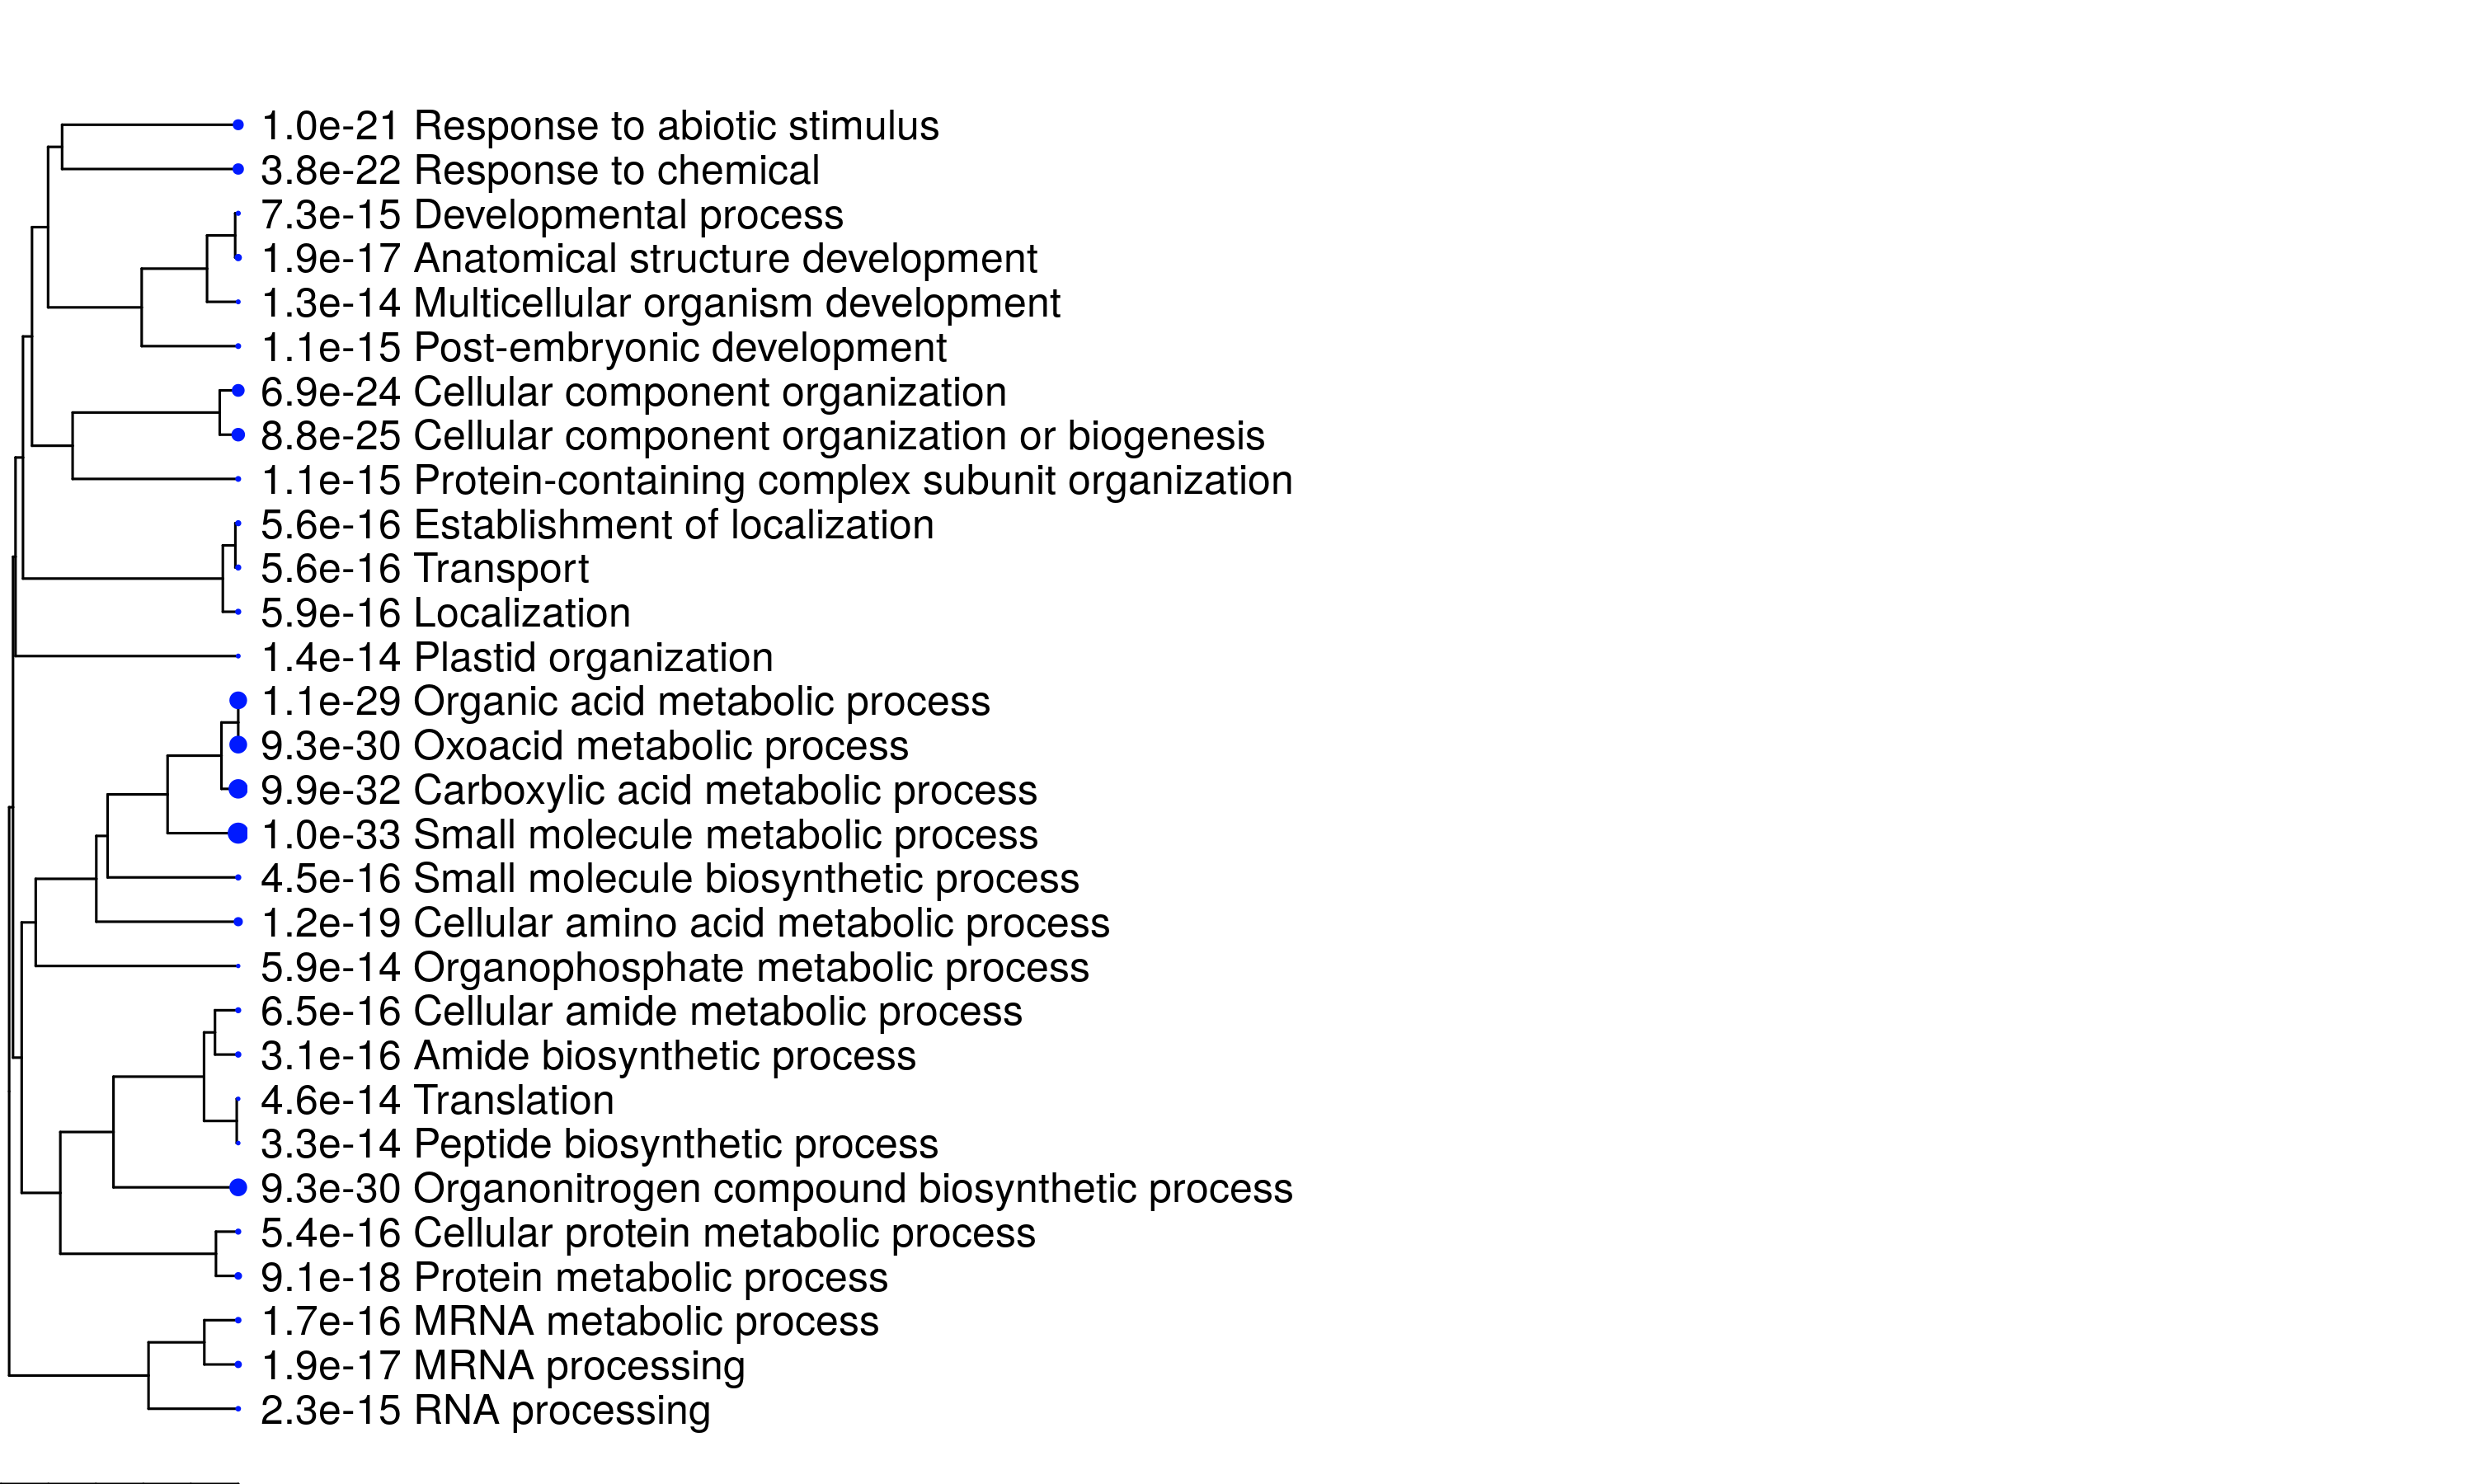 1.0e-21 Response to abiotic stimulus
3.8e-22 Response to chemical
7.3e-15 Developmental process
1.9e-17 Anatomical structure development
1.3e-14 Multicellular organism development
1.1e-15 Post-embryonic development
6.9e-24 Cellular component organization
8.8e-25 Cellular component organization or biogenesis
1.1e-15 Protein-containing complex subunit organization
5.6e-16 Establishment of localization
5.6e-16 Transport
5.9e-16 Localization
1.4e-14 Plastid organization
1.1e-29 Organic acid metabolic process
9.3e-30 Oxoacid metabolic process
9.9e-32 Carboxylic acid metabolic process
1.0e-33 Small molecule metabolic process
4.5e-16 Small molecule biosynthetic process
1.2e-19 Cellular amino acid metabolic process
5.9e-14 Organophosphate metabolic process
6.5e-16 Cellular amide metabolic process
3.1e-16 Amide biosynthetic process
4.6e-14 Translation
3.3e-14 Peptide biosynthetic process
9.3e-30 Organonitrogen compound biosynthetic process
5.4e-16 Cellular protein metabolic process
9.1e-18 Protein metabolic process
1.7e-16 MRNA metabolic process
1.9e-17 MRNA processing
2.3e-15 RNA processing